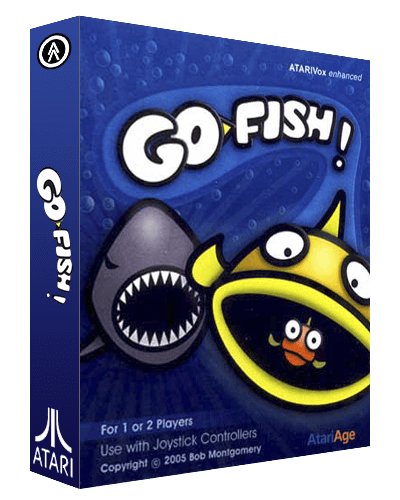 ATARIVox enhanced
GO FISH!
GO FISH!
For 1 or 2 Players
Use with Joystick Controllers
Copyright © 2005 Bob Montgomery
AtariAge
ATARI